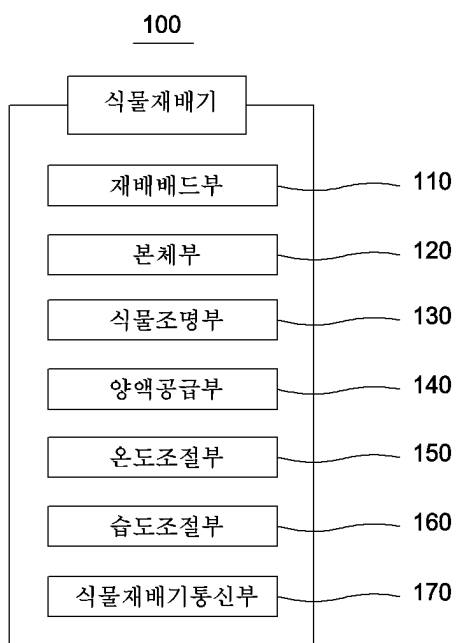 100
식물재배기
재배배드부 110
본체부 120
식물조명부 130
양액공급부 140
온도조절부 150
습도조절부 160
식물재배기통신부 170